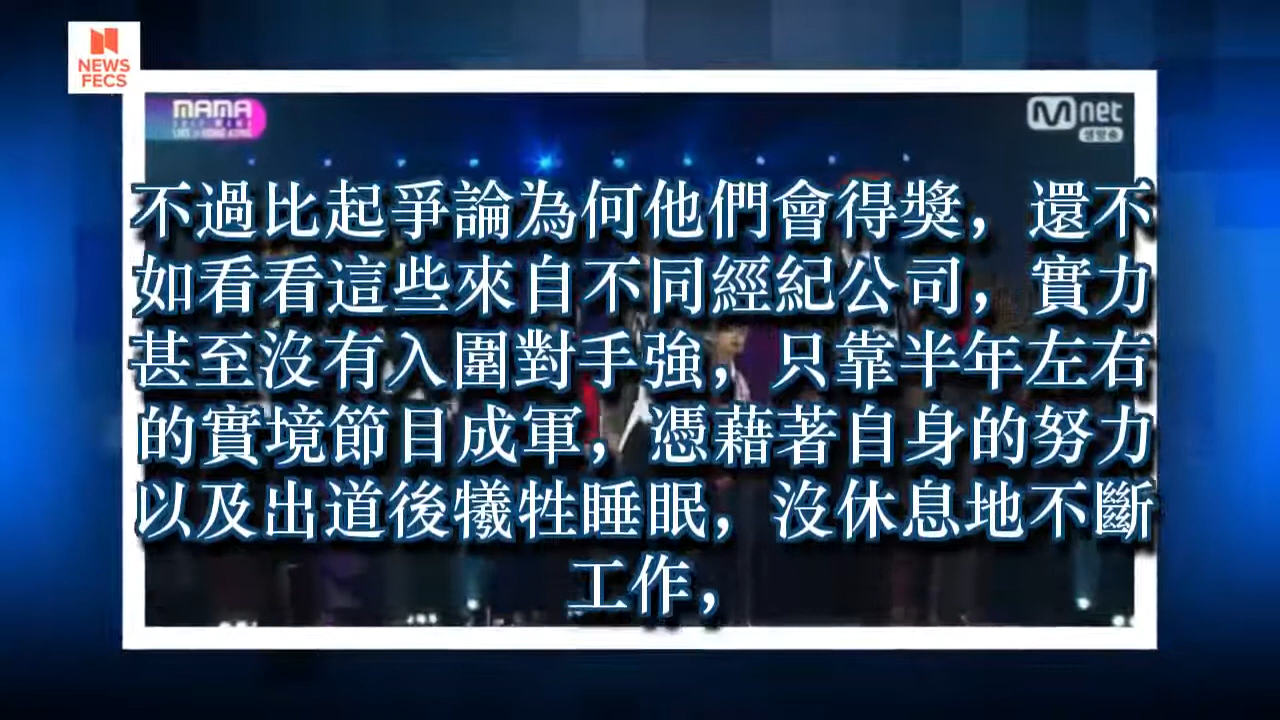 NEWS
FECS
MAMA
net
생방송
不過比起爭論為何他們會得獎，還不
如看看這些來自不同經紀公司，實力
甚至沒有入圍對手強，只靠半年左右
的實境節目成軍，憑藉著自身的努力
以及出道後犧牲睡眠，沒休息地不斷
工作，